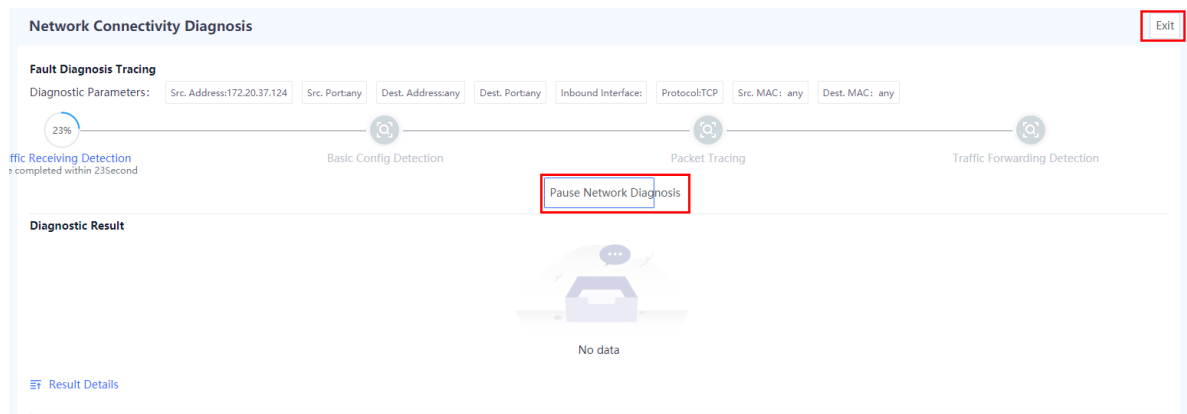 Network Connectivity Diagnosis
Exit
Fault Diagnosis Tracing
Diagnostic Parameters: Src. Address:172.20.37.124 Src. Port:any Dest. Address:any Dest. Port:any Inbound Interface: Protocol:TCP Src. MAC: any Dest. MAC: any
23%
ffic Receiving Detection Basic Config Detection Packet Tracing Traffic Forwarding Detection
completed within 23Second
Pause Network Diagnosis
Diagnostic Result
No data
Result Details